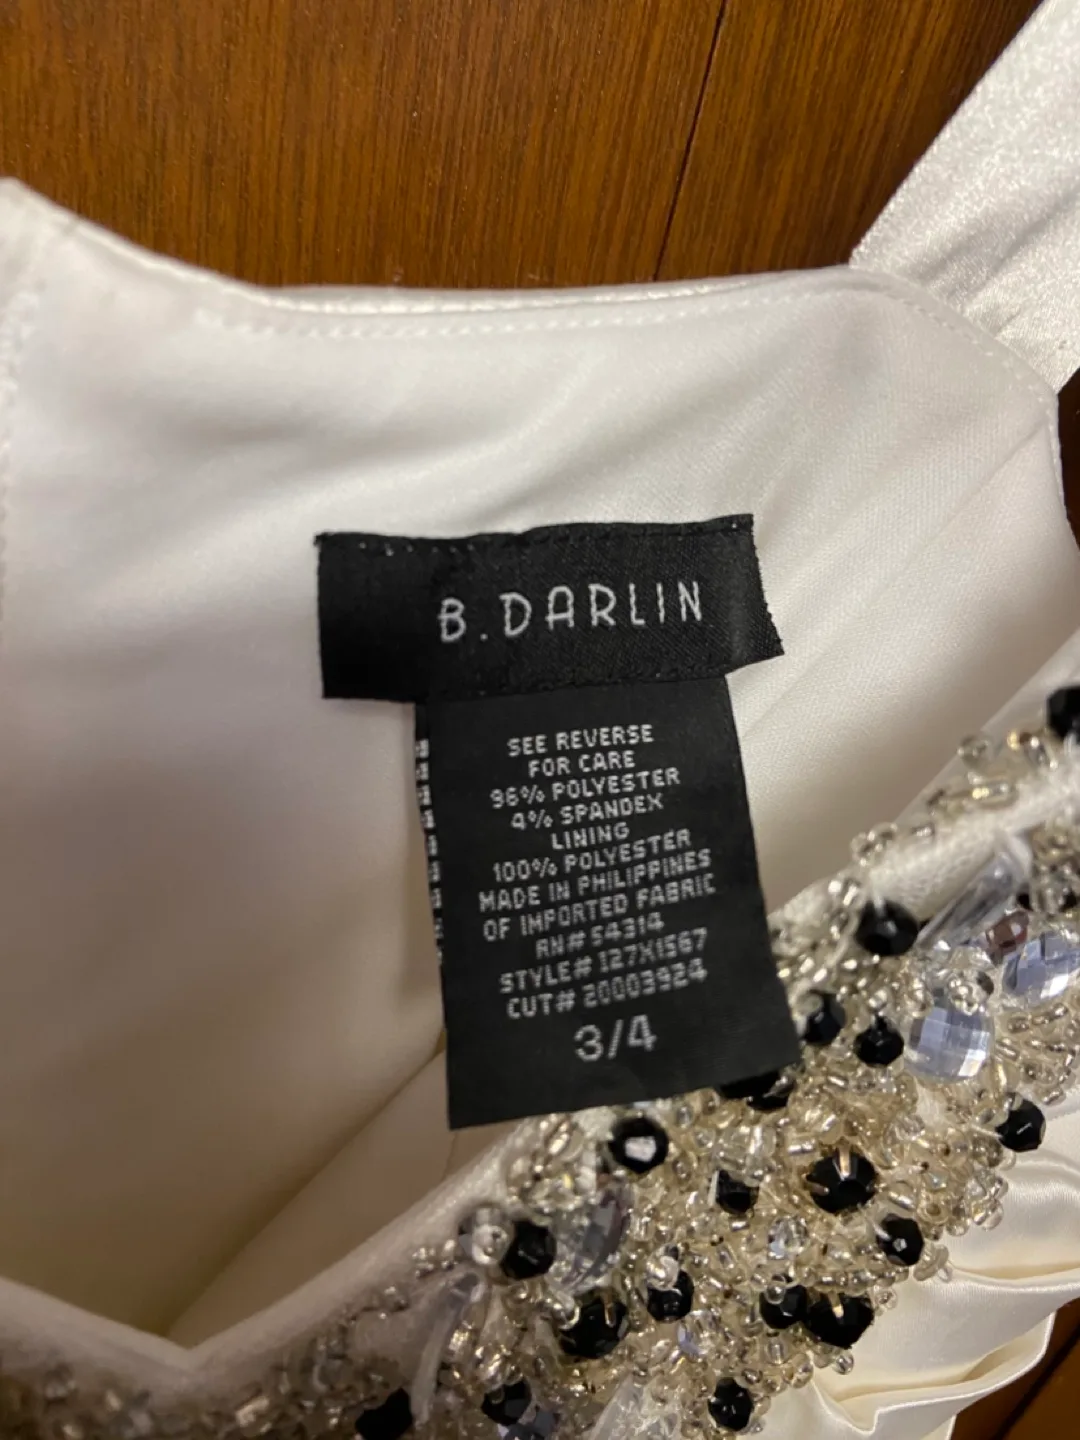 B. DARLIN
SEE REVERSE
FOR CARE
96% POLYESTER
4% SPANDEX
LINING
100% POLYESTER
MADE IN PHILIPPINES
OF IMPORTED FABRIC
RN# 54314
STYLE# 127X1567
CUT# 20003924
3/4